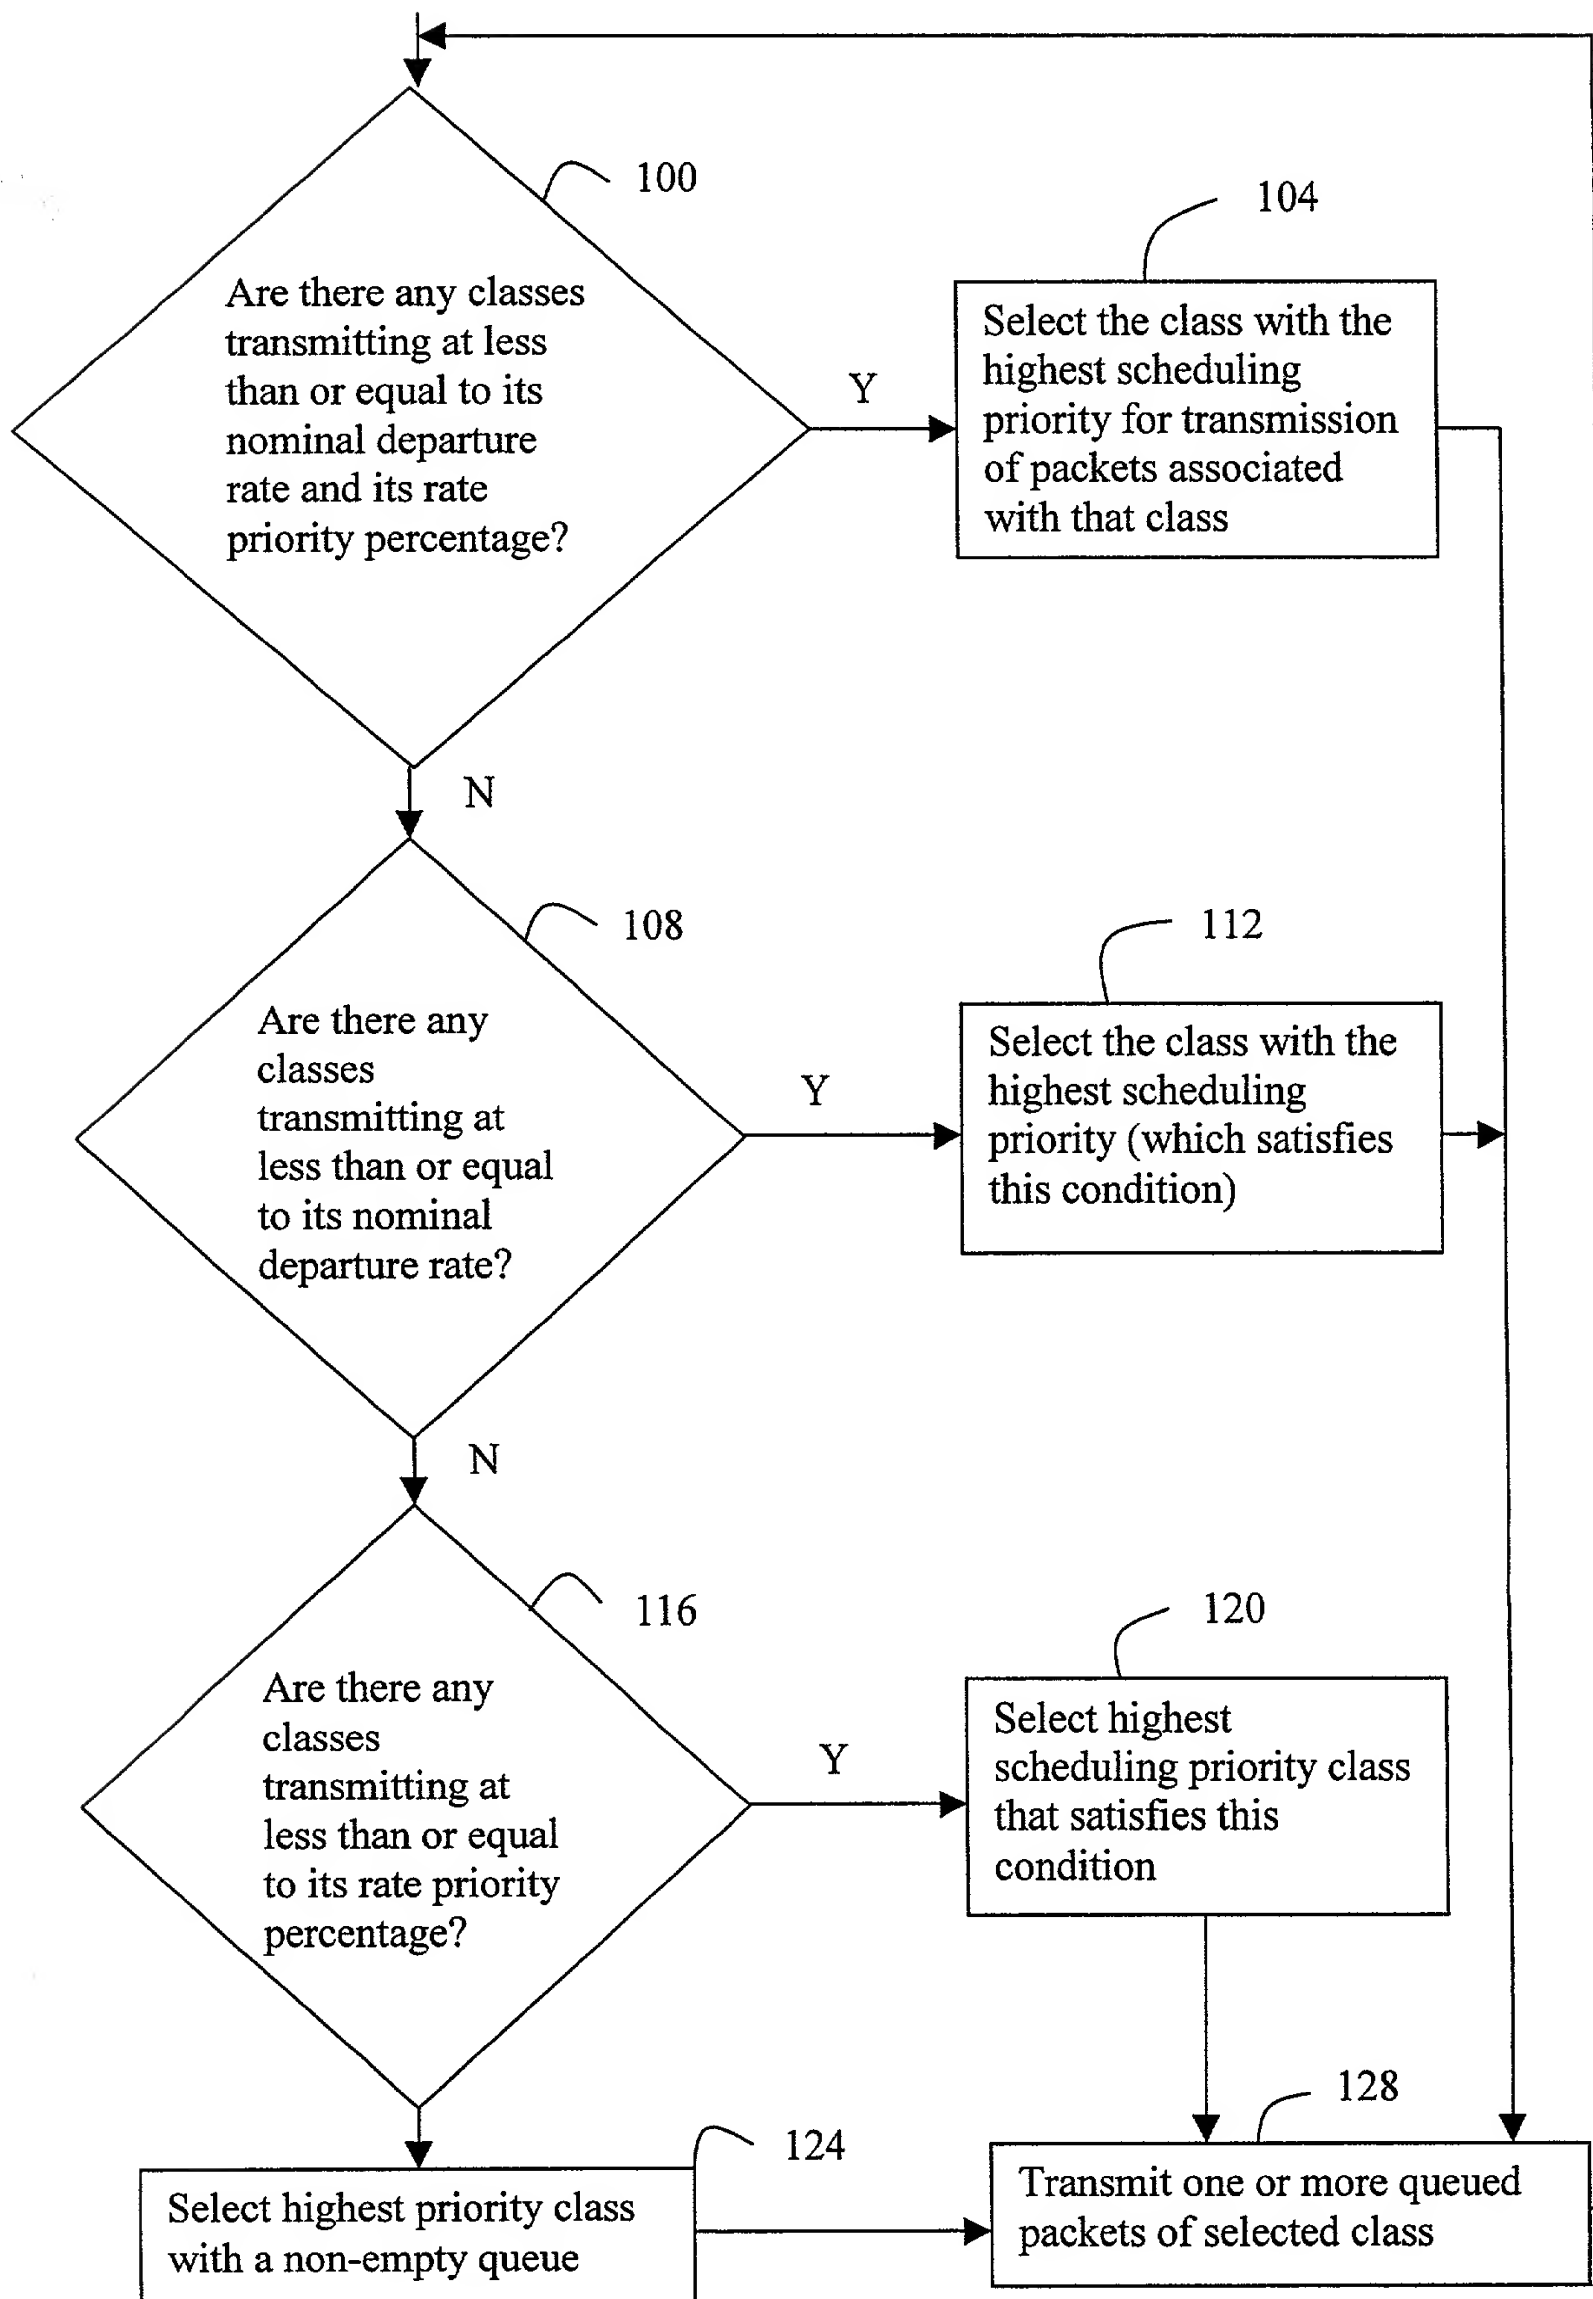 100
Are there any classes
transmitting at less
than or equal to its
nominal departure
rate and its rate
priority percentage?
Y
104
Select the class with the
highest scheduling
priority for transmission
of packets associated
with that class
N
108
Are there any
classes
transmitting at
less than or equal
to its nominal
departure rate?
Y
112
Select the class with the
highest scheduling
priority (which satisfies
this condition)
N
116
Are there any
classes
transmitting at
less than or equal
to its rate priority
percentage?
Y
120
Select highest
scheduling priority class
that satisfies this
condition
124
Select highest priority class
with a non-empty queue
128
Transmit one or more queued
packets of selected class